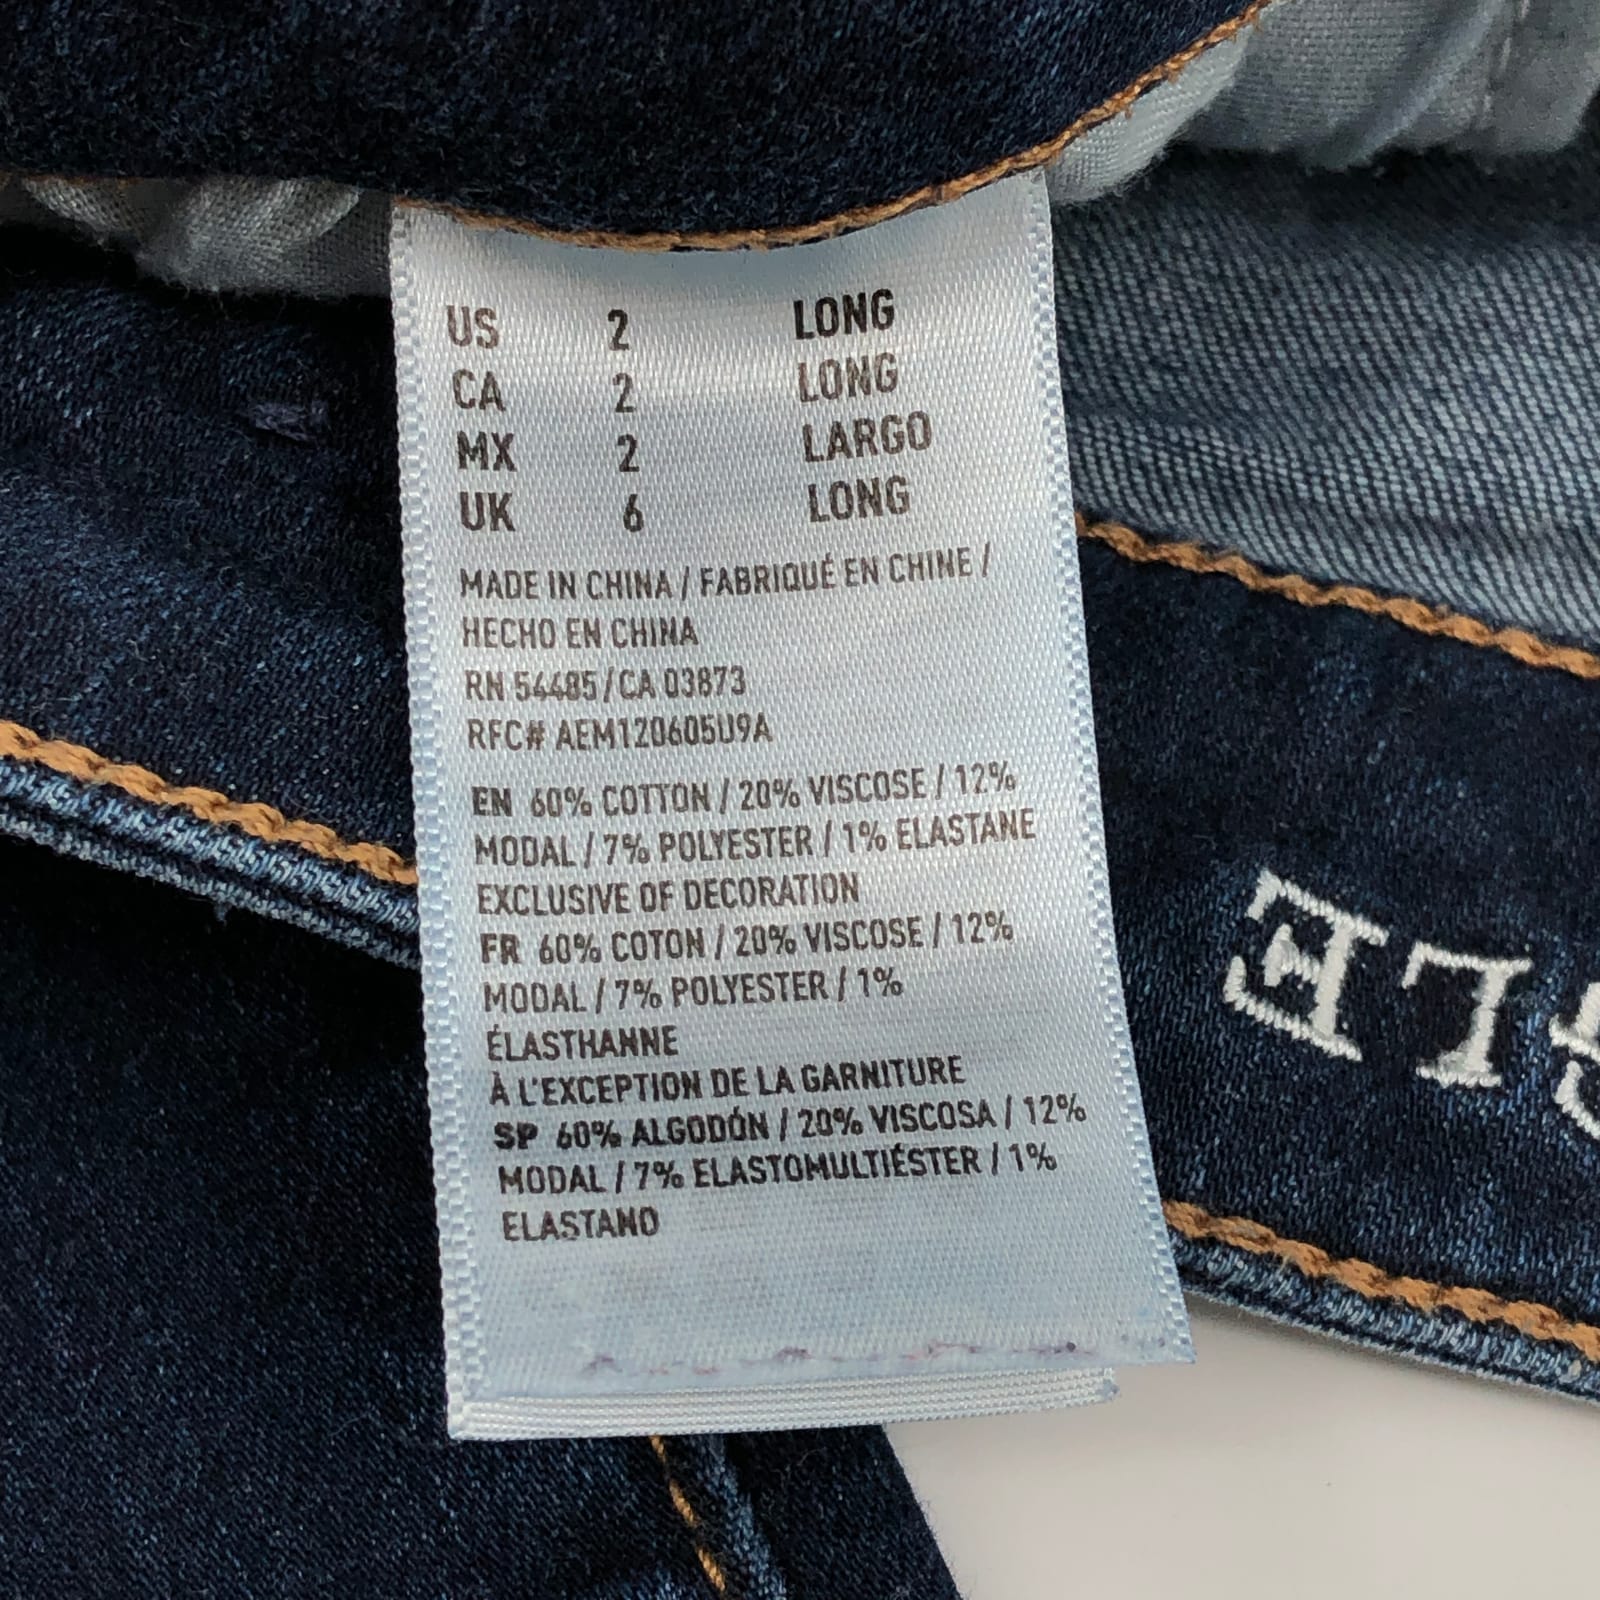 US 2 LONG
CA 2 LONG
MX 2 LARGO
UK 6 LONG
MADE IN CHINA / FABRIQUÉ EN CHINE /
HECHO EN CHINA
RN 54485 / CA 03873
RFC# AEM120605U9A
EN 60% COTTON / 20% VISCOSE / 12%
MODAL / 7% POLYESTER / 1% ELASTANE
EXCLUSIVE OF DECORATION
FR 60% COTON / 20% VISCOSE / 12%
MODAL / 7% POLYESTER / 1%
ÉLASTHANNE
À L'EXCEPTION DE LA GARNITURE
SP 60% ALGODÓN / 20% VISCOSA / 12%
MODAL / 7% ELASTOMULTIÉSTER / 1%
ELASTANO